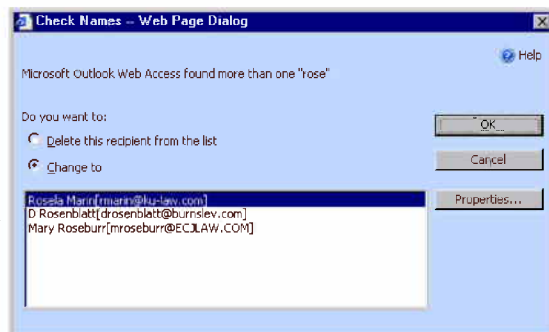 Check Names -- Web Page Dialog
Help
Microsoft Outlook Web Access found more than one "rose"
Do you want to:
Delete this recipient from the list
Change to
OK
Cancel
Properties...
Rosela Marin[rmarin@ku-law.com]
D Rosenblatt[drosenblatt@burnslev.com]
Mary Roseburr[mroseburr@ECJLAW.COM]